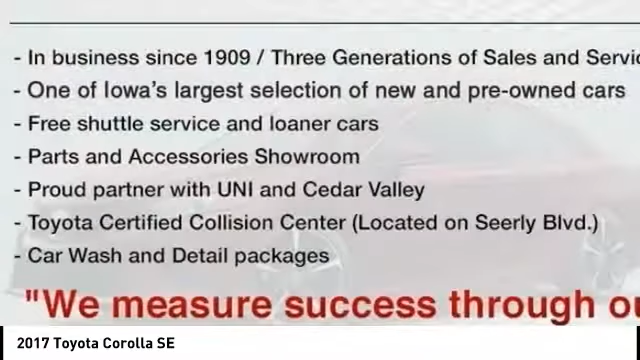 - In business since 1909 / Three Generations of Sales and
- One of Iowa's largest selection of new and pre-owned cars
- Free shuttle service and loaner cars
- Parts and Accessories Showroom
- Proud partner with UNI and Cedar Valley
- Toyota Certified Collision Center (Located on Seerly Blvd.)
- Car Wash and Detail packages
"We measure success through
2017 Toyota Corolla SE